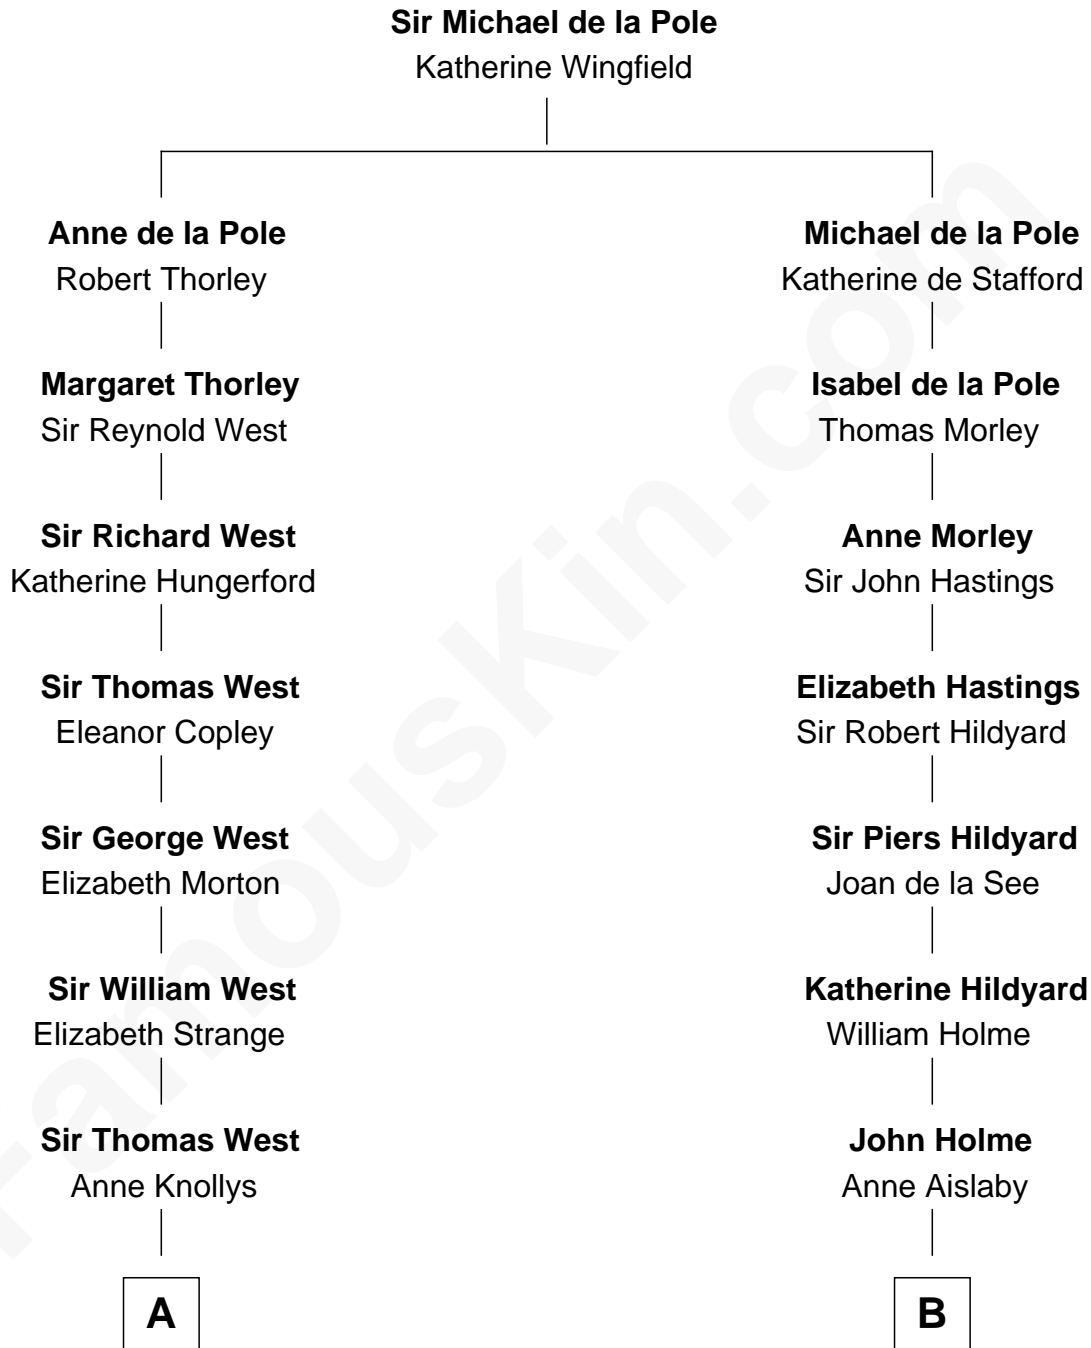 Sir Michael de la Pole
Katherine Wingfield
Anne de la Pole
Robert Thorley
Margaret Thorley
Sir Reynold West
Sir Richard West
Katherine Hungerford
Sir Thomas West
Eleanor Copley
Sir George West
Elizabeth Morton
Sir William West
Elizabeth Strange
Sir Thomas West
Anne Knollys
A
Michael de la Pole
Katherine de Stafford
Isabel de la Pole
Thomas Morley
Anne Morley
Sir John Hastings
Elizabeth Hastings
Sir Robert Hildyard
Sir Piers Hildyard
Joan de la See
Katherine Hildyard
William Holme
John Holme
Anne Aislaby
B
FamousKin.com